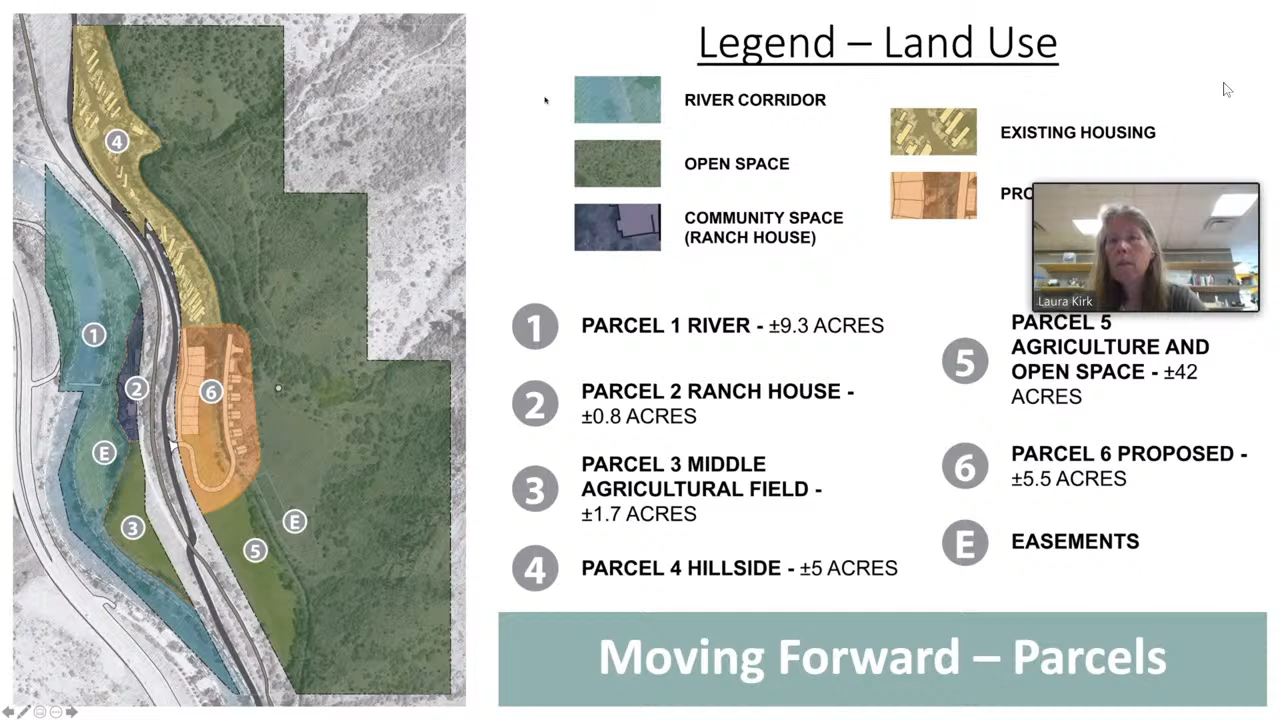 Legend – Land Use
RIVER CORRIDOR
OPEN SPACE
COMMUNITY SPACE
(RANCH HOUSE)
EXISTING HOUSING
Laura Kirk
1
PARCEL 1 RIVER - ±9.3 ACRES
2
PARCEL 2 RANCH HOUSE -
±0.8 ACRES
3
PARCEL 3 MIDDLE
AGRICULTURAL FIELD -
±1.7 ACRES
4
PARCEL 4 HILLSIDE - ±5 ACRES
5
PARCEL 5
AGRICULTURE AND
OPEN SPACE - ±42
ACRES
6
PARCEL 6 PROPOSED -
±5.5 ACRES
E
EASEMENTS
Moving Forward – Parcels
4
1
2
6
E
3
E
5